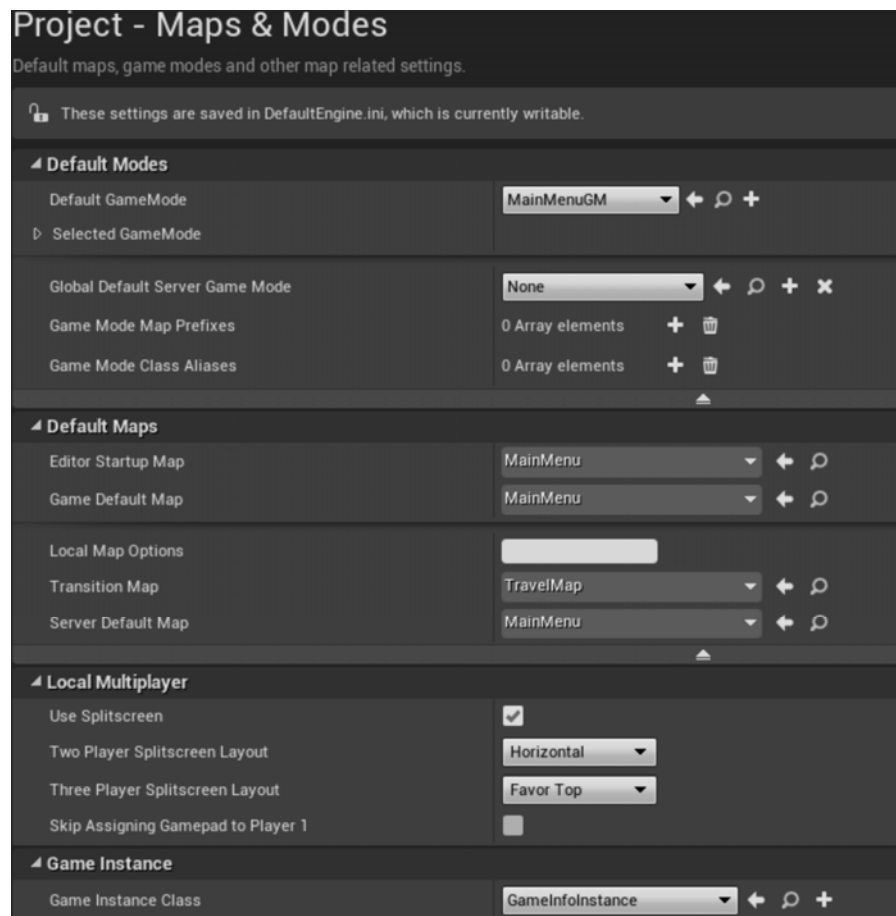 Project - Maps & Modes
Default maps, game modes and other map related settings.
These settings are saved in DefaultEngine.ini, which is currently writable.
Default Modes
Default GameMode MainMenuGM
Selected GameMode
Global Default Server Game Mode None
Game Mode Map Prefixes 0 Array elements
Game Mode Class Aliases 0 Array elements
Default Maps
Editor Startup Map MainMenu
Game Default Map MainMenu
Local Map Options
Transition Map TravelMap
Server Default Map MainMenu
Local Multiplayer
Use Splitscreen
Two Player Splitscreen Layout Horizontal
Three Player Splitscreen Layout Favor Top
Skip Assigning Gamepad to Player 1
Game Instance
Game Instance Class GameInfoInstance